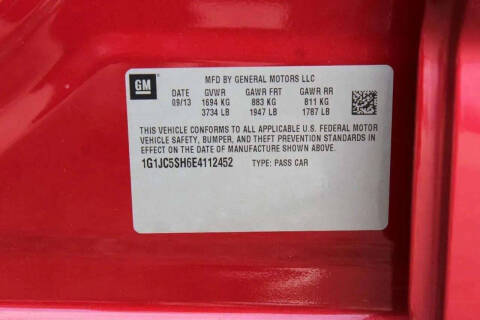 GM
MFD BY GENERAL MOTORS LLC
DATE GVWR GAWR FRT GAWR RR
09/13 1694 KG 883 KG 811 KG
3734 LB 1947 LB 1787 LB
THIS VEHICLE CONFORMS TO ALL APPLICABLE U.S. FEDERAL MOTOR
VEHICLE SAFETY, BUMPER, AND THEFT PREVENTION STANDARDS IN
EFFECT ON THE DATE OF MANUFACTURE SHOWN ABOVE.
1G1JC5SH6E4112452 TYPE: PASS CAR